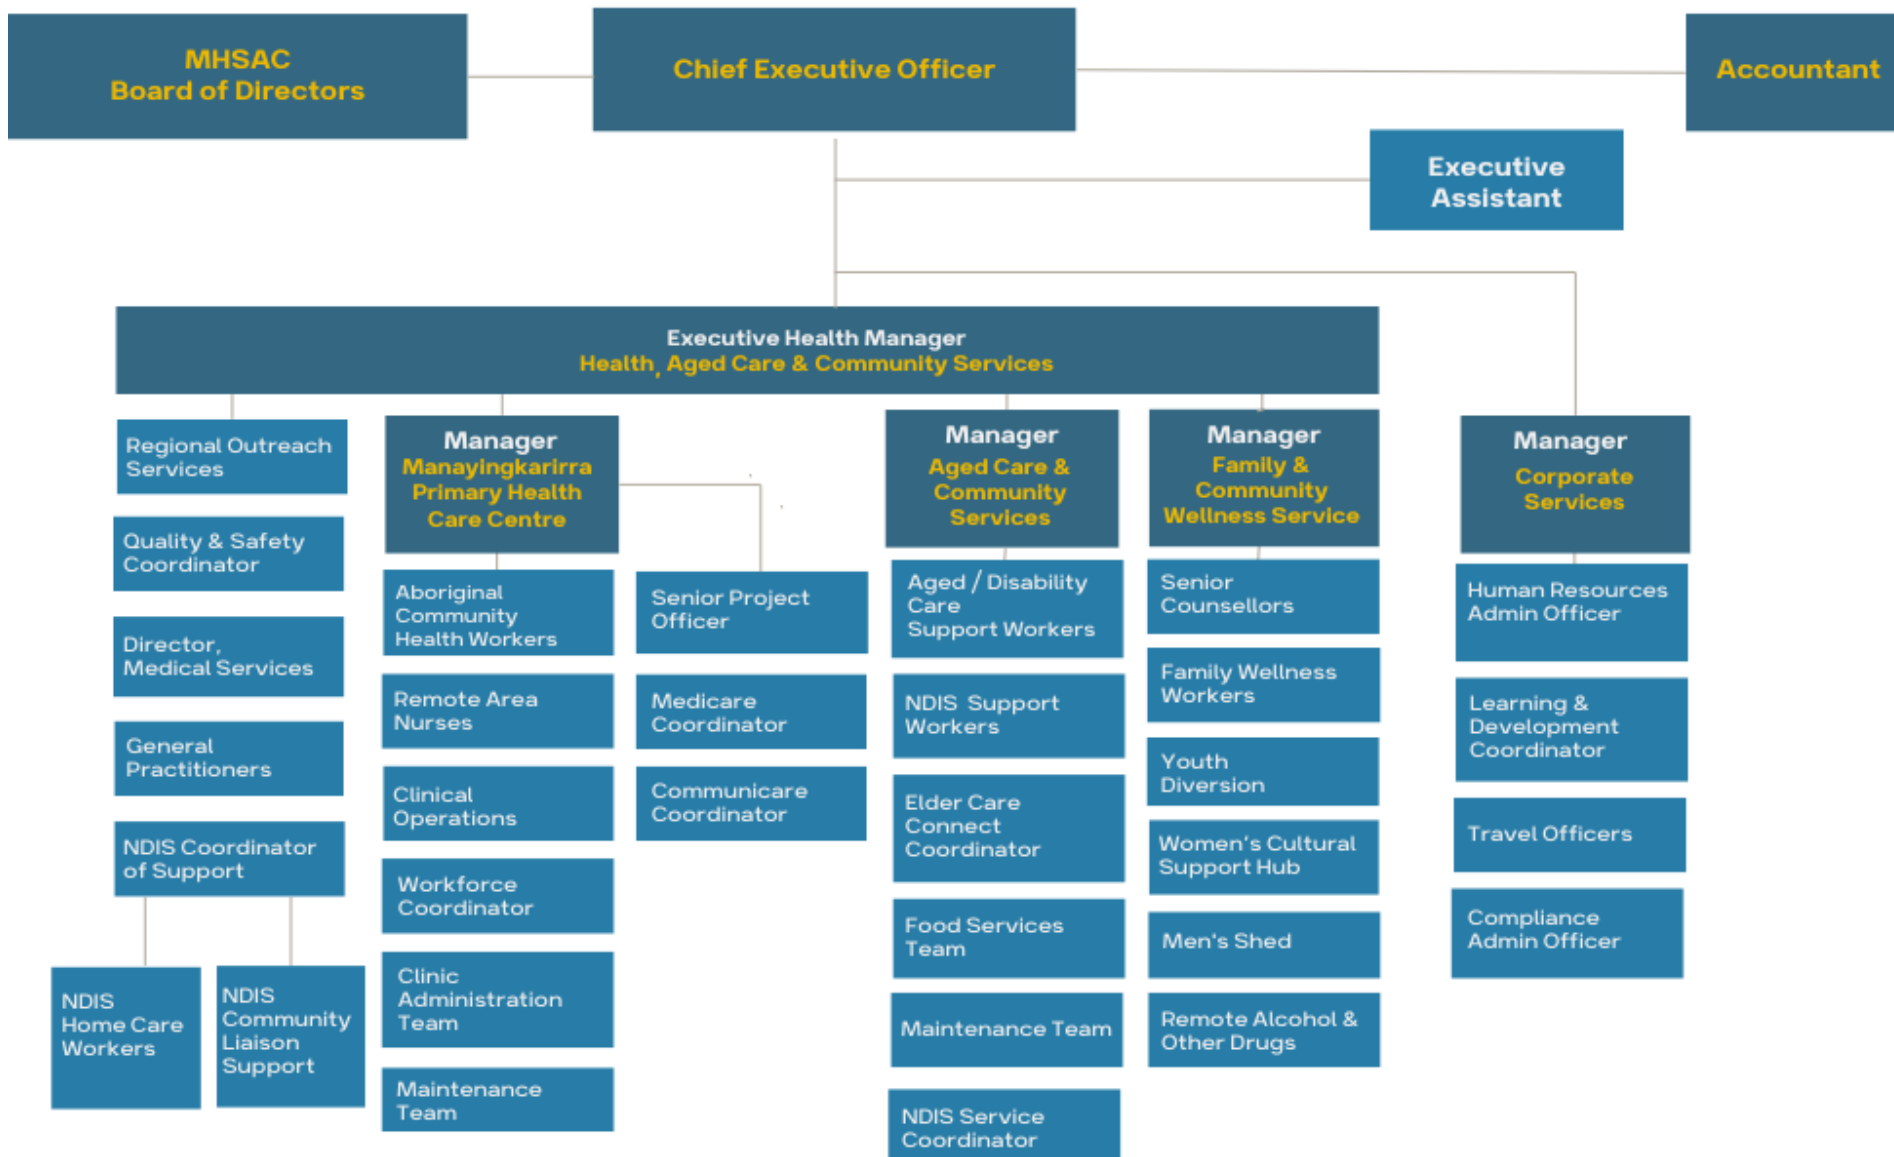 MHSAC
Board of Directors
Chief Executive Officer
Accountant
Executive
Assistant
Executive Health Manager
Health, Aged Care & Community Services
Regional Outreach
Services
Quality & Safety
Coordinator
Director,
Medical Services
General
Practitioners
NDIS Coordinator
of Support
NDIS
Home Care
Workers
NDIS
Community
Liaison
Support
Manager
Manayingkarirra
Primary Health
Care Centre
Aboriginal
Community
Health Workers
Remote Area
Nurses
Clinical
Operations
Workforce
Coordinator
Clinic
Administration
Team
Maintenance
Team
Senior Project
Officer
Medicare
Coordinator
Communicare
Coordinator
Manager
Aged Care &
Community
Services
Aged / Disability
Care
Support Workers
NDIS Support
Workers
Elder Care
Connect
Coordinator
Food Services
Team
Maintenance Team
NDIS Service
Coordinator
Manager
Family &
Community
Wellness Service
Senior
Counsellors
Family Wellness
Workers
Youth
Diversion
Women's Cultural
Support Hub
Men's Shed
Remote Alcohol &
Other Drugs
Manager
Corporate
Services
Human Resources
Admin Officer
Learning &
Development
Coordinator
Travel Officers
Compliance
Admin Officer